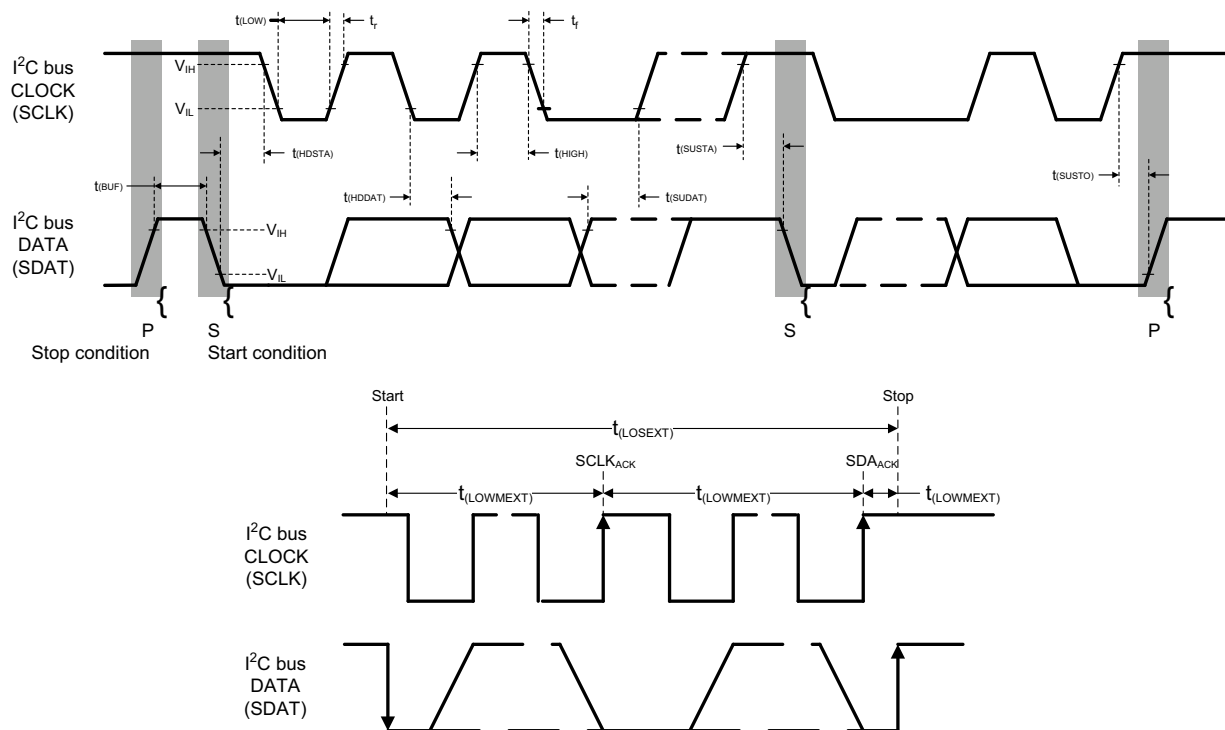 t(LOW)
tr
tf
I2C bus
CLOCK
(SCLK)
VIH
VIL
t(HDSTA)
t(HIGH)
t(SUSTA)
t(SUSTO)
t(BUF)
t(HDDAT)
t(SUDAT)
I2C bus
DATA
(SDAT)
VIH
VIL
{ { { {
P S S P
Stop condition Start condition
Start Stop
t(LOSEXT)
SCLKACK SDAACK
t(LOWMEXT) t(LOWMEXT) t(LOWMEXT)
I2C bus
CLOCK
(SCLK)
I2C bus
DATA
(SDAT)